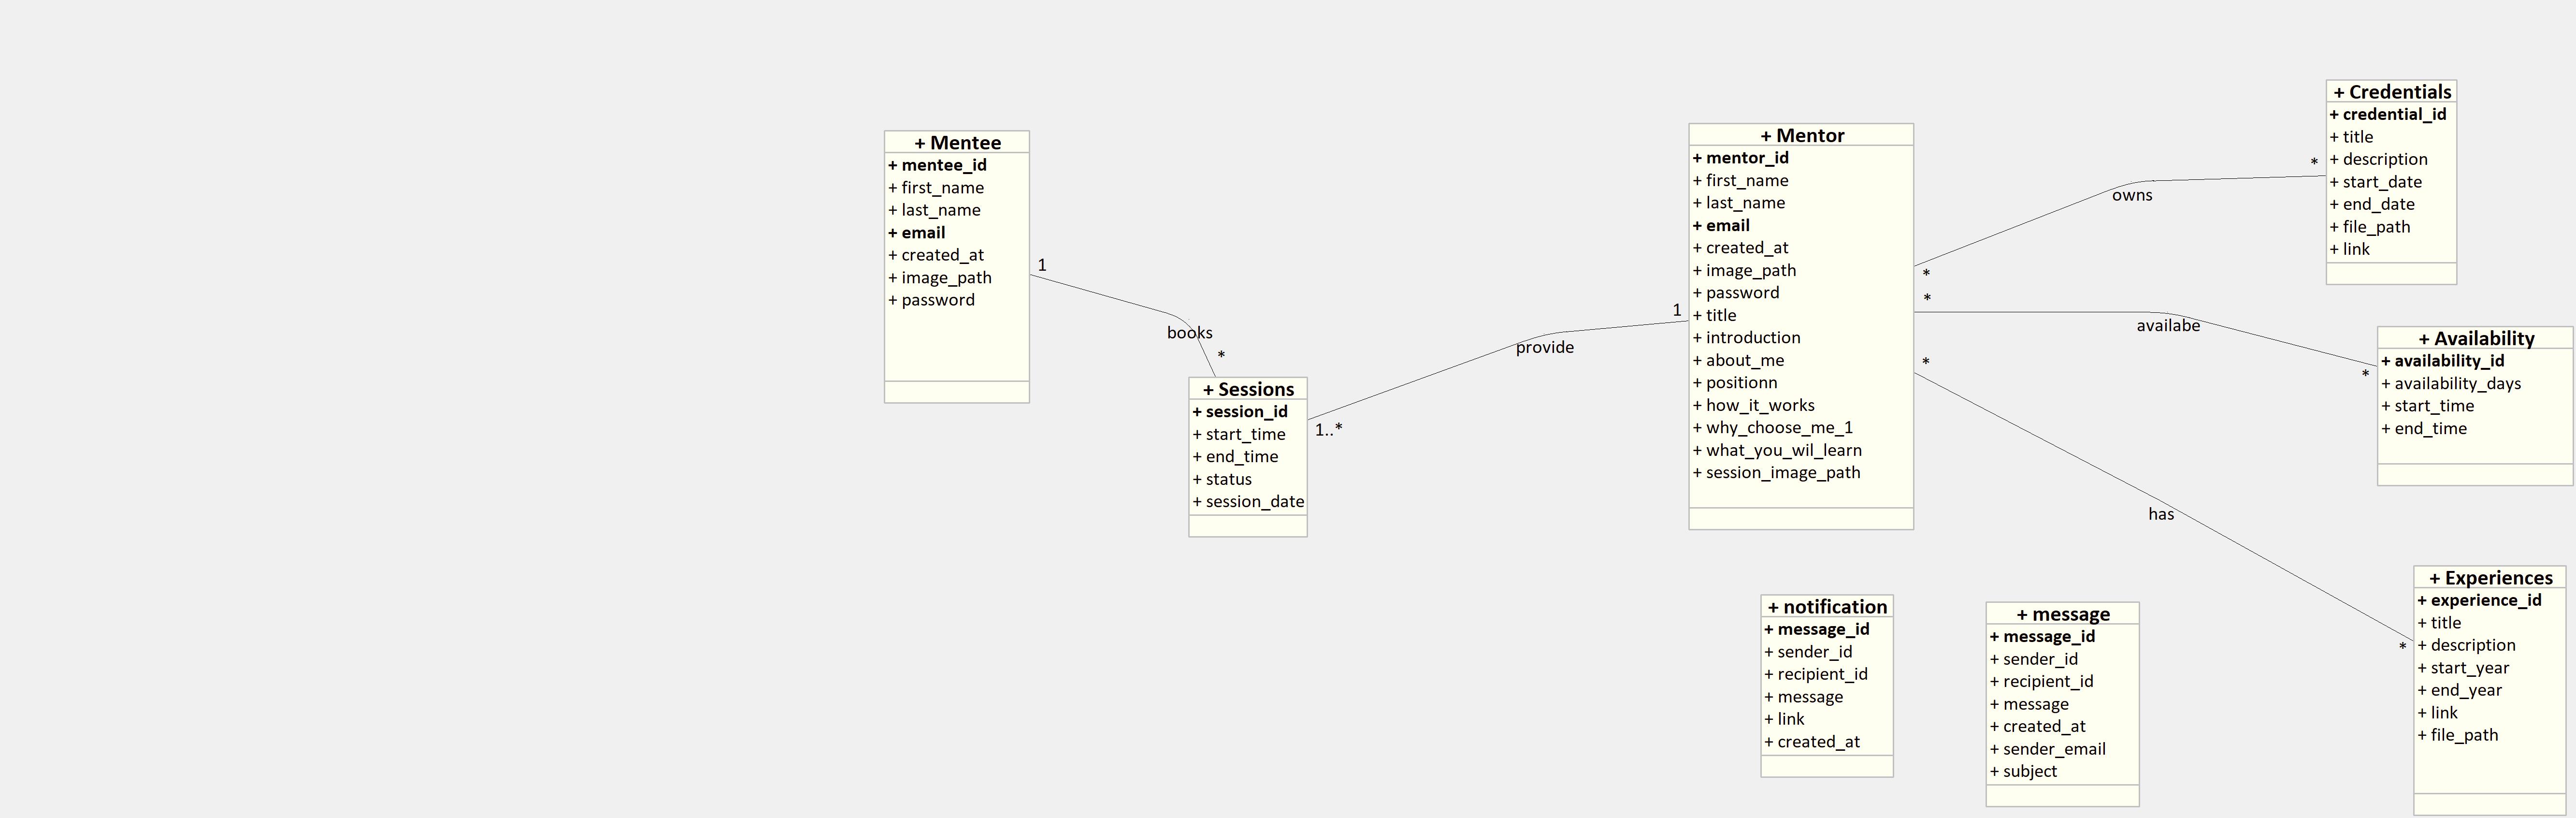 + Mentee
+ mentee_id
+ first_name
+ last_name
+ email
+ created_at
+ image_path
+ password
1
books
*
+ Sessions
+ session_id
+ start_time
+ end_time
+ status
+ session_date
1..*
provide
1
+ Mentor
+ mentor_id
+ first_name
+ last_name
+ email
+ created_at
+ image_path
+ password
+ title
+ introduction
+ about_me
+ positionn
+ how_it_works
+ why_choose_me_1
+ what_you_wil_learn
+ session_image_path
*
owns
*
+ Credentials
+ credential_id
+ title
+ description
+ start_date
+ end_date
+ file_path
+ link
*
availabe
*
+ Availability
+ availability_id
+ availability_days
+ start_time
+ end_time
*
has
*
+ Experiences
+ experience_id
+ title
+ description
+ start_year
+ end_year
+ link
+ file_path
+ notification
+ message_id
+ sender_id
+ recipient_id
+ message
+ link
+ created_at
+ message
+ message_id
+ sender_id
+ recipient_id
+ message
+ created_at
+ sender_email
+ subject